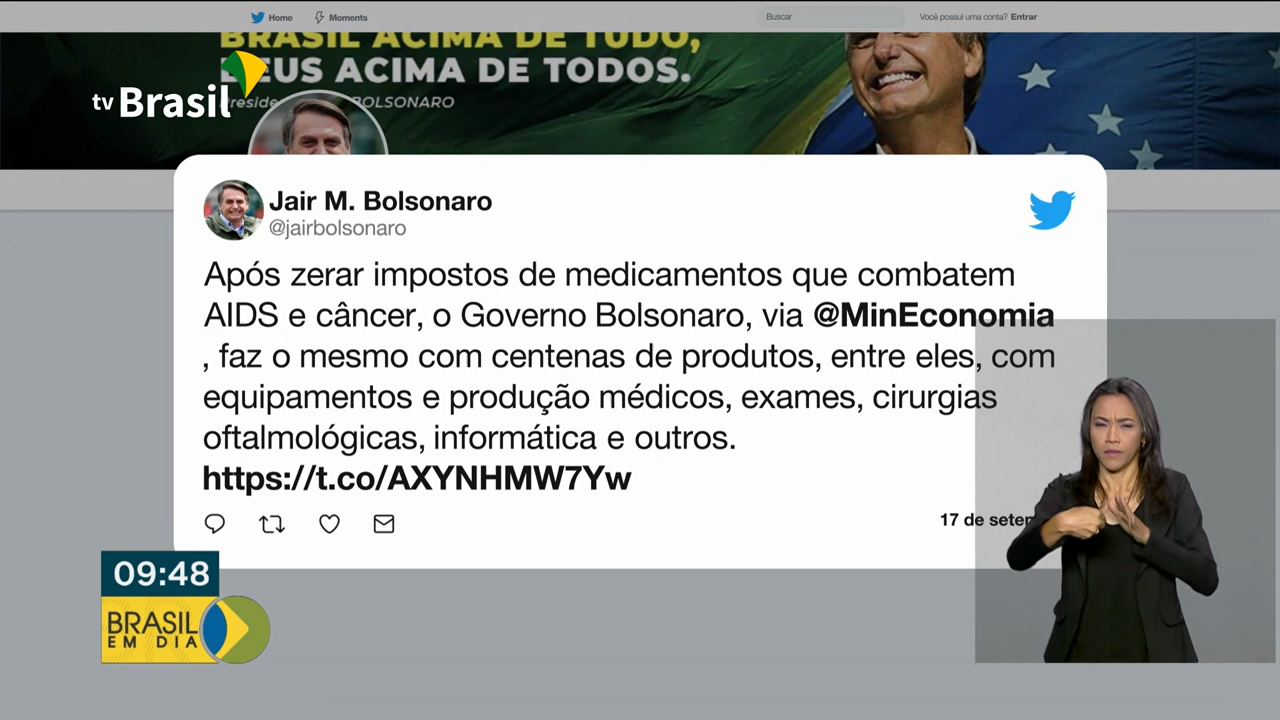 Home
Moments
Buscar
Você possui uma conta? Entrar
BRASIL ACIMA DE TUDO,
DEUS ACIMA DE TODOS.
BOLSONARO
tv Brasil
Jair M. Bolsonaro
@jairbolsonaro
Após zerar impostos de medicamentos que combatem
AIDS e câncer, o Governo Bolsonaro, via @MinEconomia
, faz o mesmo com centenas de produtos, entre eles, com
equipamentos e produção médicos, exames, cirurgias
oftalmológicas, informática e outros.
https://t.co/AXYNHMW7Yw
17 de setem
09:48
BRASIL
EM DIA